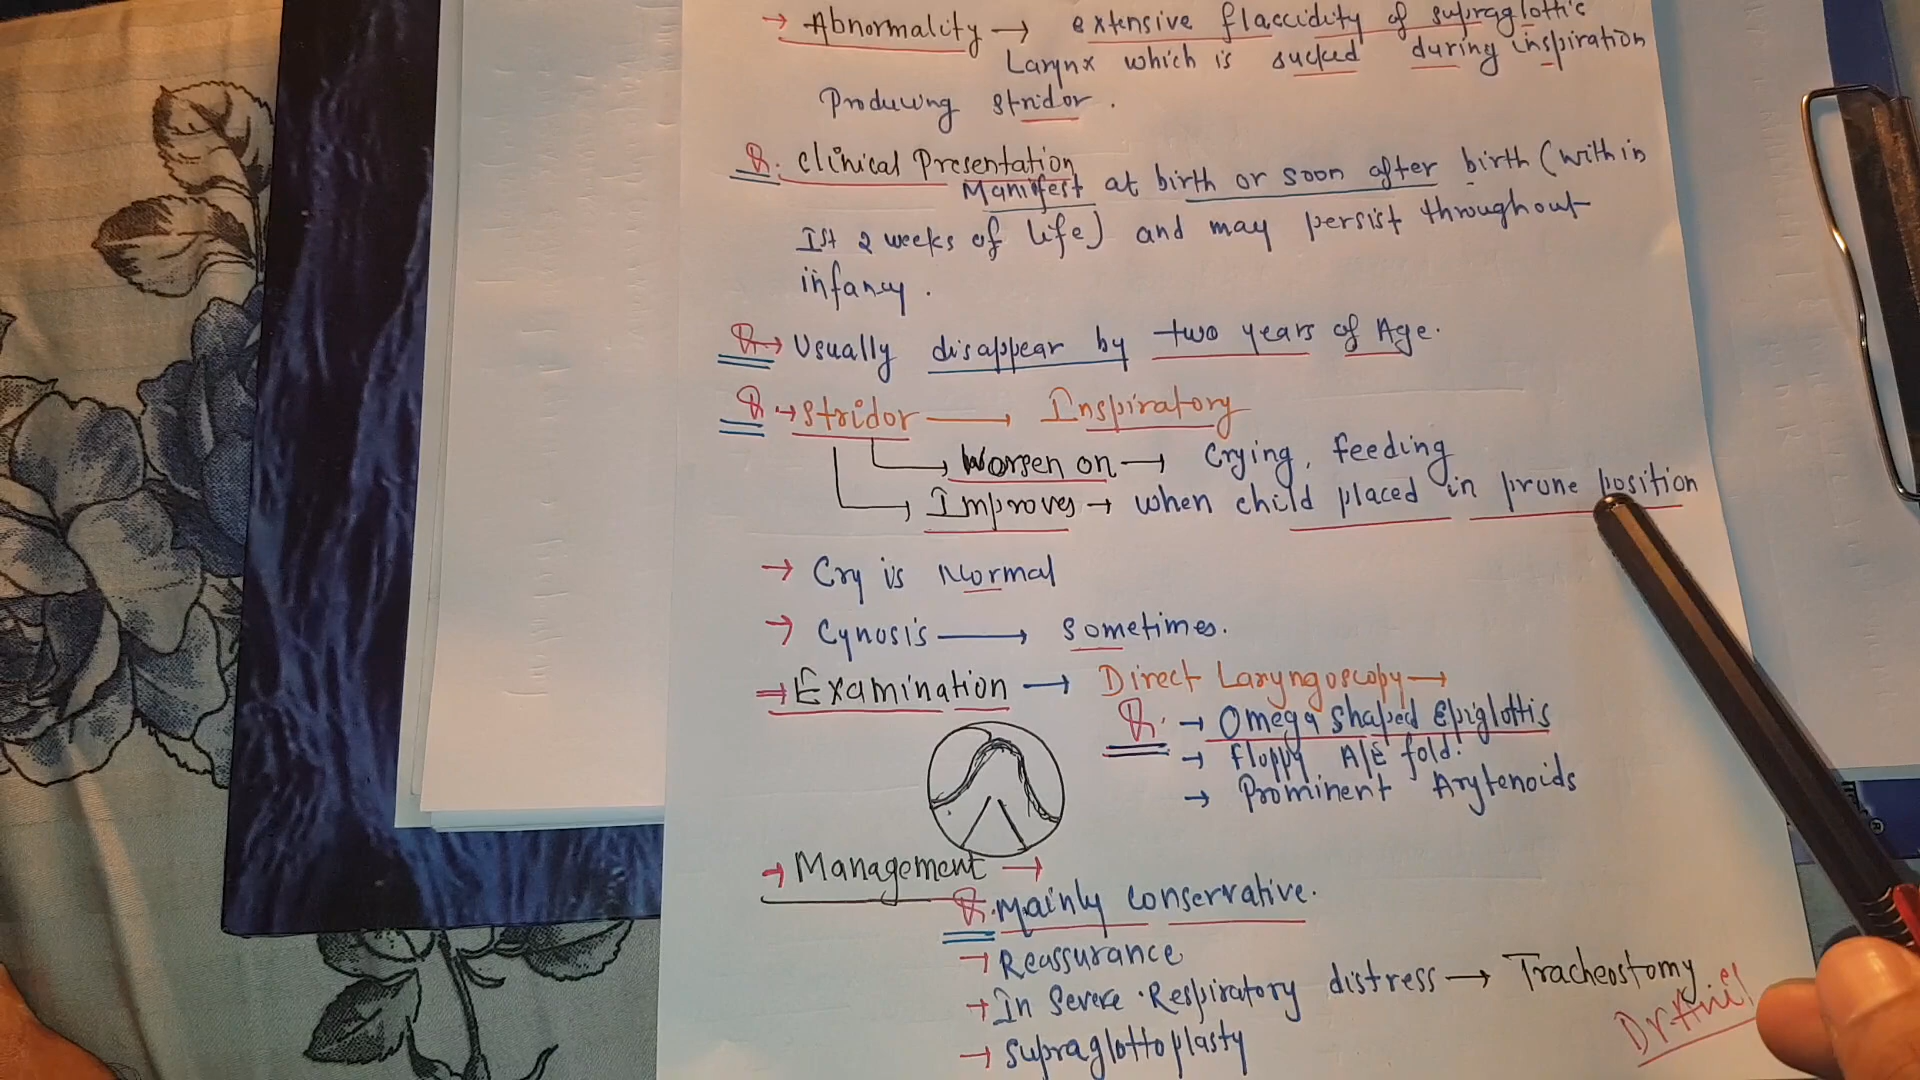 → Abnormality → extensive flaccidity of supraglottic
Larynx which is sucked during inspiration
Producing stridor.
Clinical Presentation
Manifest at birth or soon after birth (within
Ist 2 weeks of life) and may persist throughout
infancy.
→ Usually disappear by two years of Age.
→ Stridor → Inspiratory
→ Worsen on → Crying, feeding
→ Improves → when child placed in prone position
→ Cry is Normal
→ Cynosis → sometimes.
→ Examination → Direct Laryngoscopy →
→ Omega shaped Epiglottis
→ Floppy A/E fold.
→ Prominent Arytenoids
→ Management →
Mainly conservative.
→ Reassurance
→ In Severe Respiratory distress → Tracheostomy
→ Supraglottoplasty
Dr Anil